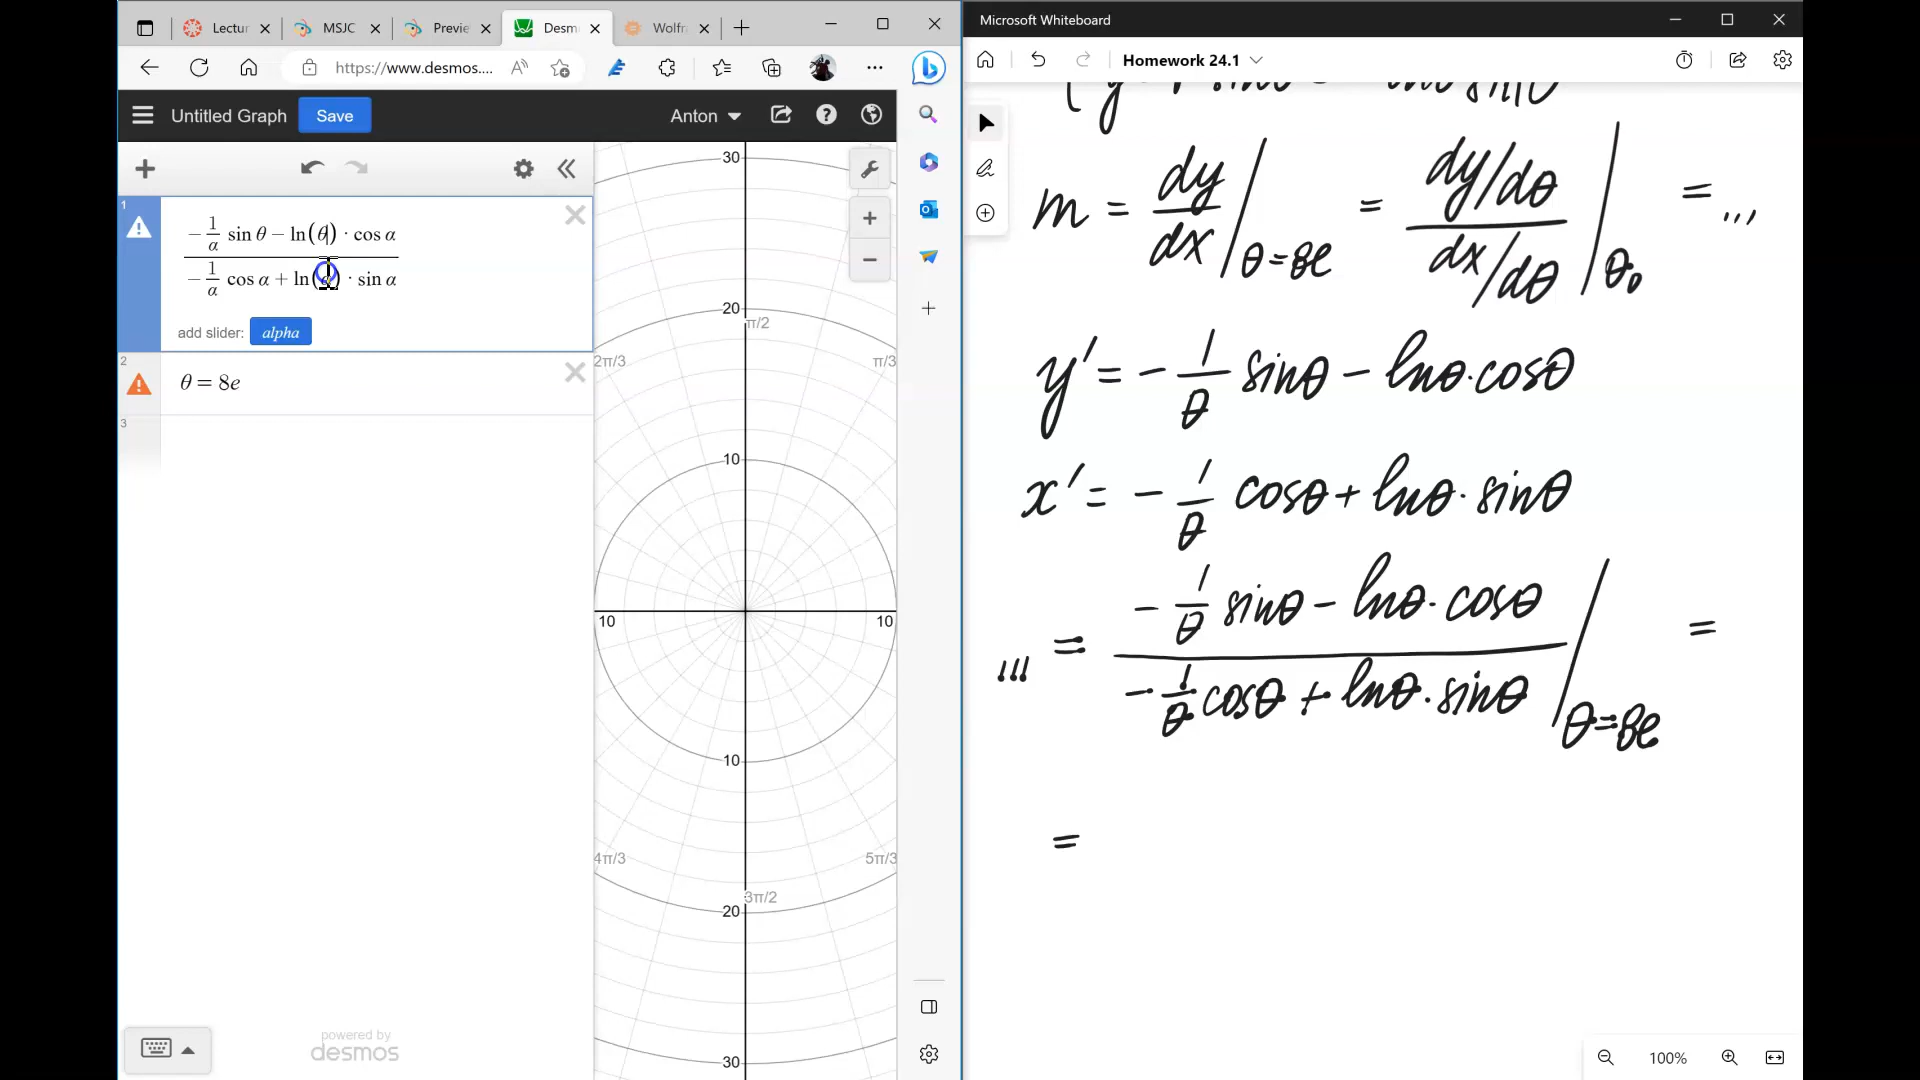 Lectur
MSJC
Previe
Desm
Wolfr
https://www.desmos....
Untitled Graph
Save
Anton
1
−1/α sin θ − ln(θ) · cos α
−1/α cos α + ln( ) · sin α
add slider: alpha
2
θ = 8e
3
30
20
π/2
2π/3
π/3
10
10
10
10
4π/3
5π/3
3π/2
20
30
powered by
desmos
Microsoft Whiteboard
Homework 24.1
m = dy/dx |θ=8e = dy/dθ / dx/dθ |θ₀ = ...
y' = −1/θ sinθ − lnθ·cosθ
x' = −1/θ cosθ + lnθ·sinθ
... = −1/θ sinθ − lnθ·cosθ / −1/θ cosθ + lnθ·sinθ |θ=8e =
=
100%